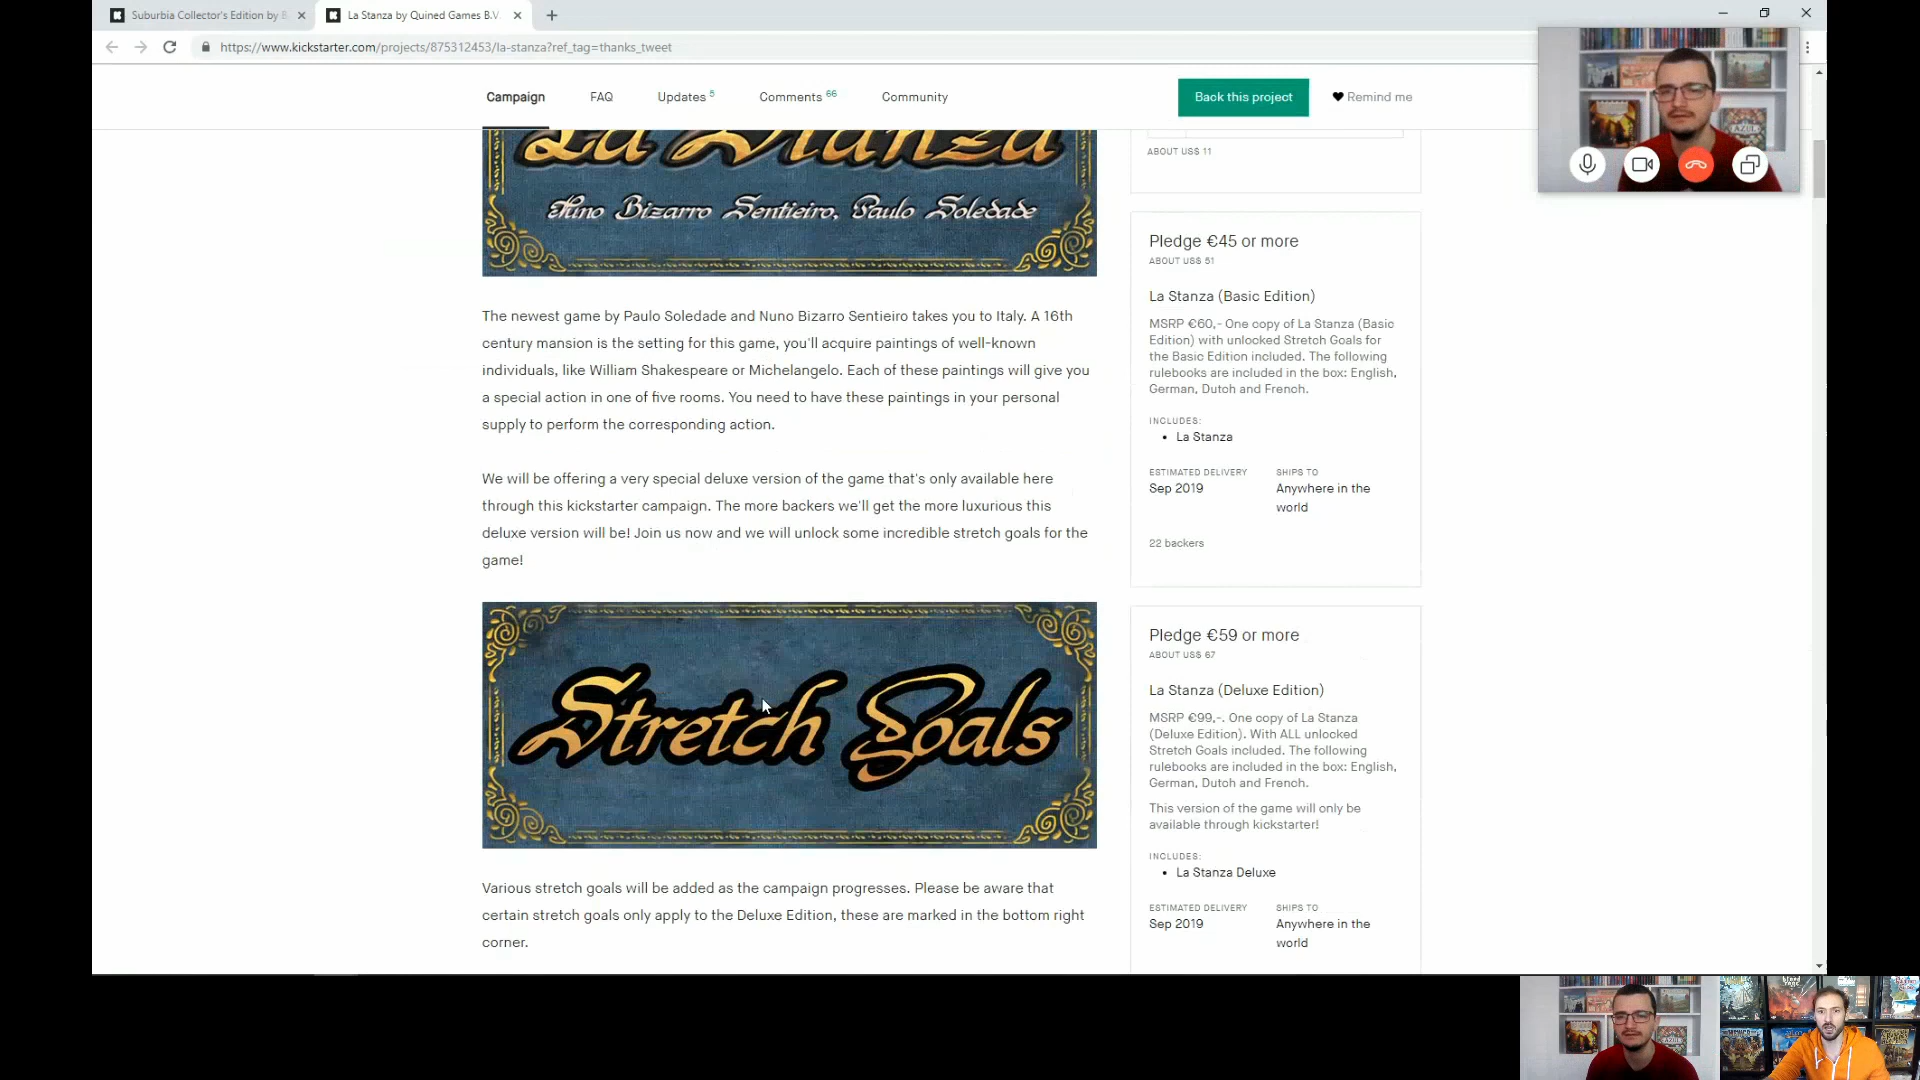 Suburbia Collector's Edition by
La Stanza by Quined Games B.V.
https://www.kickstarter.com/projects/875312453/la-stanza?ref_tag=thanks_tweet
Campaign
FAQ
Updates 5
Comments 66
Community
Back this project
Remind me
La Stanza
Nuno Bizarro Sentieiro, Paulo Soledade
The newest game by Paulo Soledade and Nuno Bizarro Sentieiro takes you to Italy. A 16th
century mansion is the setting for this game, you'll acquire paintings of well-known
individuals, like William Shakespeare or Michelangelo. Each of these paintings will give you
a special action in one of five rooms. You need to have these paintings in your personal
supply to perform the corresponding action.
We will be offering a very special deluxe version of the game that's only available here
through this kickstarter campaign. The more backers we'll get the more luxurious this
deluxe version will be! Join us now and we will unlock some incredible stretch goals for the
game!
Stretch Goals
Various stretch goals will be added as the campaign progresses. Please be aware that
certain stretch goals only apply to the Deluxe Edition, these are marked in the bottom right
corner.
ABOUT US$ 11
Pledge €45 or more
ABOUT US$ 51
La Stanza (Basic Edition)
MSRP €60,- One copy of La Stanza (Basic
Edition) with unlocked Stretch Goals for
the Basic Edition included. The following
rulebooks are included in the box: English,
German, Dutch and French.
INCLUDES:
• La Stanza
ESTIMATED DELIVERY
Sep 2019
SHIPS TO
Anywhere in the
world
22 backers
Pledge €59 or more
ABOUT US$ 67
La Stanza (Deluxe Edition)
MSRP €99,-. One copy of La Stanza
(Deluxe Edition). With ALL unlocked
Stretch Goals included. The following
rulebooks are included in the box: English,
German, Dutch and French.
This version of the game will only be
available through kickstarter!
INCLUDES:
• La Stanza Deluxe
ESTIMATED DELIVERY
Sep 2019
SHIPS TO
Anywhere in the
world
AZUL